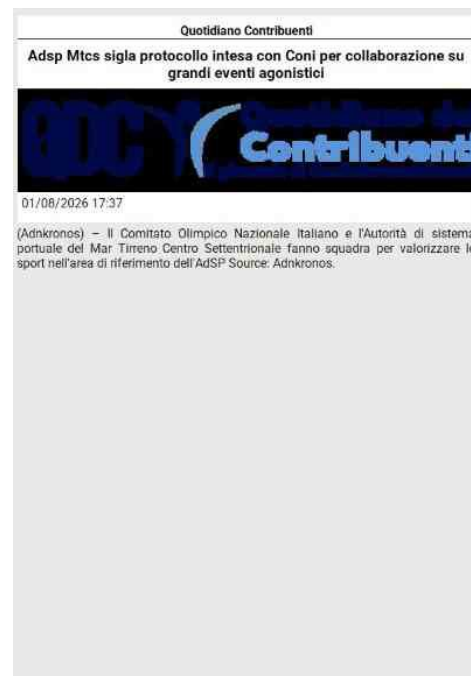 Quotidiano Contribuenti
Adsp Mtcs sigla protocollo intesa con Coni per collaborazione su
grandi eventi agonistici
QDC
Quotidiano dei
Contribuenti
01/08/2026 17:37
(Adnkronos) – Il Comitato Olimpico Nazionale Italiano e l'Autorità di sistema
portuale del Mar Tirreno Centro Settentrionale fanno squadra per valorizzare lo
sport nell'area di riferimento dell'AdSP Source: Adnkronos.